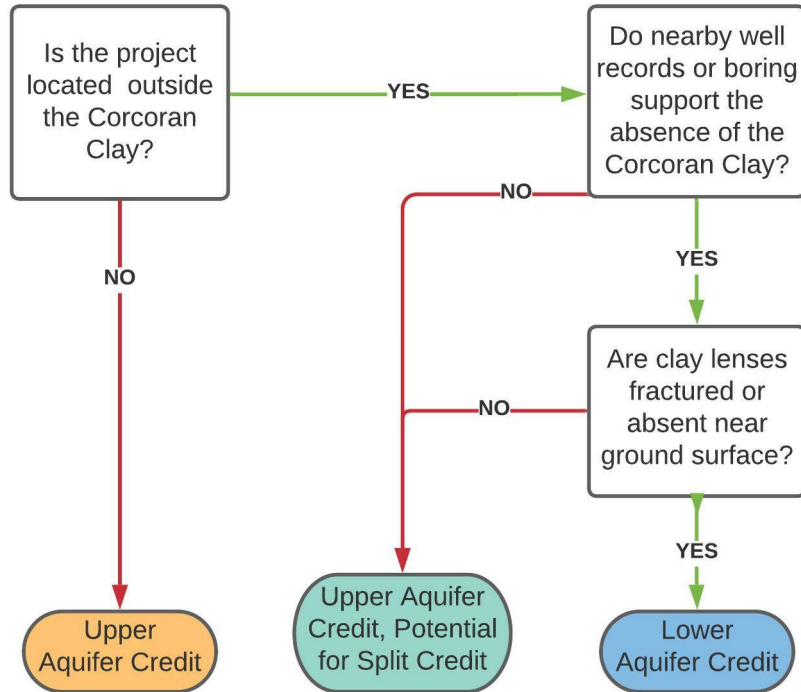 Is the project
located outside
the Corcoran
Clay?
YES
Do nearby well
records or boring
support the
absence of the
Corcoran Clay?
NO
NO
YES
Are clay lenses
fractured or
absent near
ground surface?
NO
YES
Upper
Aquifer Credit
Upper Aquifer
Credit, Potential
for Split Credit
Lower
Aquifer Credit